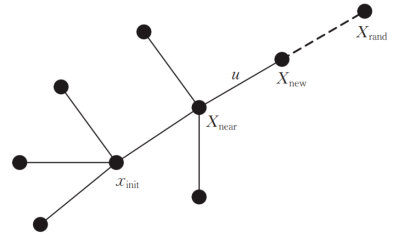 X_rand
u
X_new
X_near
x_init